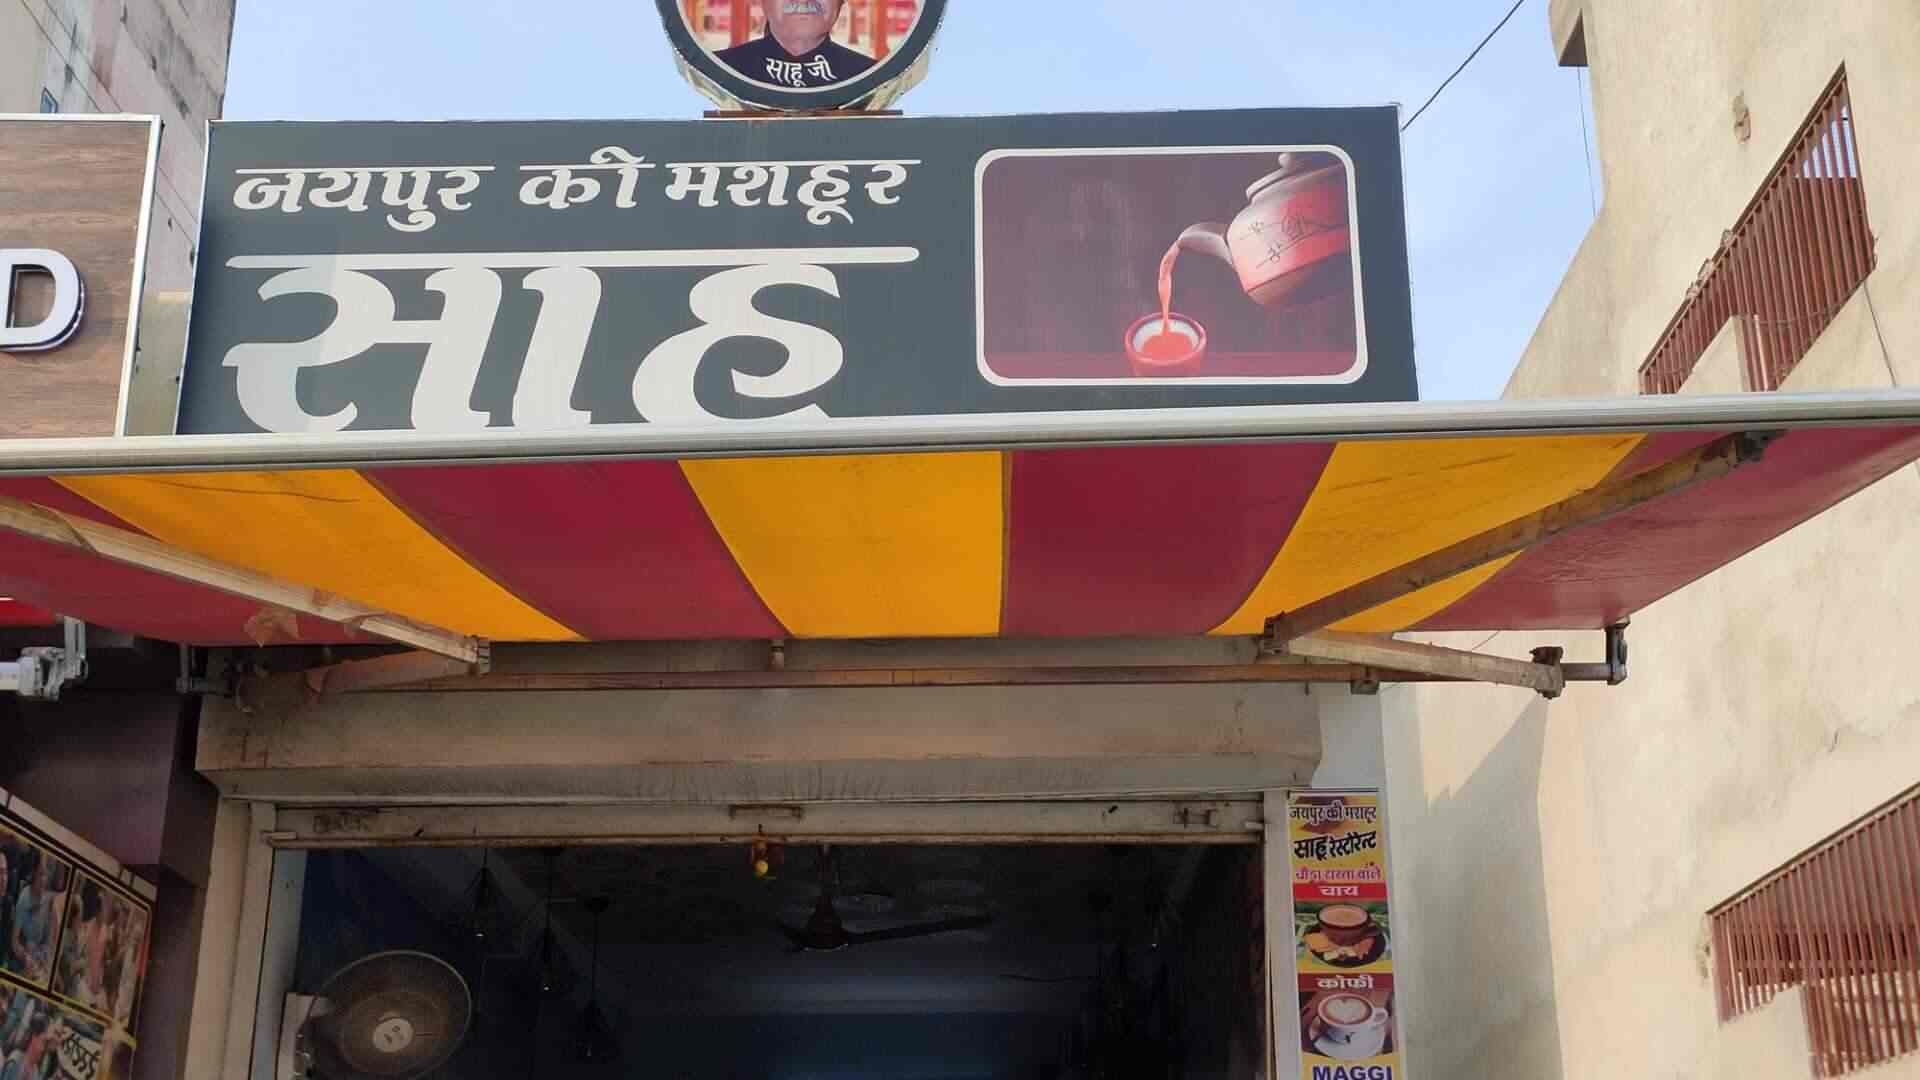 साहू जी
जयपुर की मशहूर
साहू
D
जयपुर की मशहूर
साहू रेस्टोरेन्ट
चौड़ा रास्ता वाले
चाय
कोफी
MAGGI